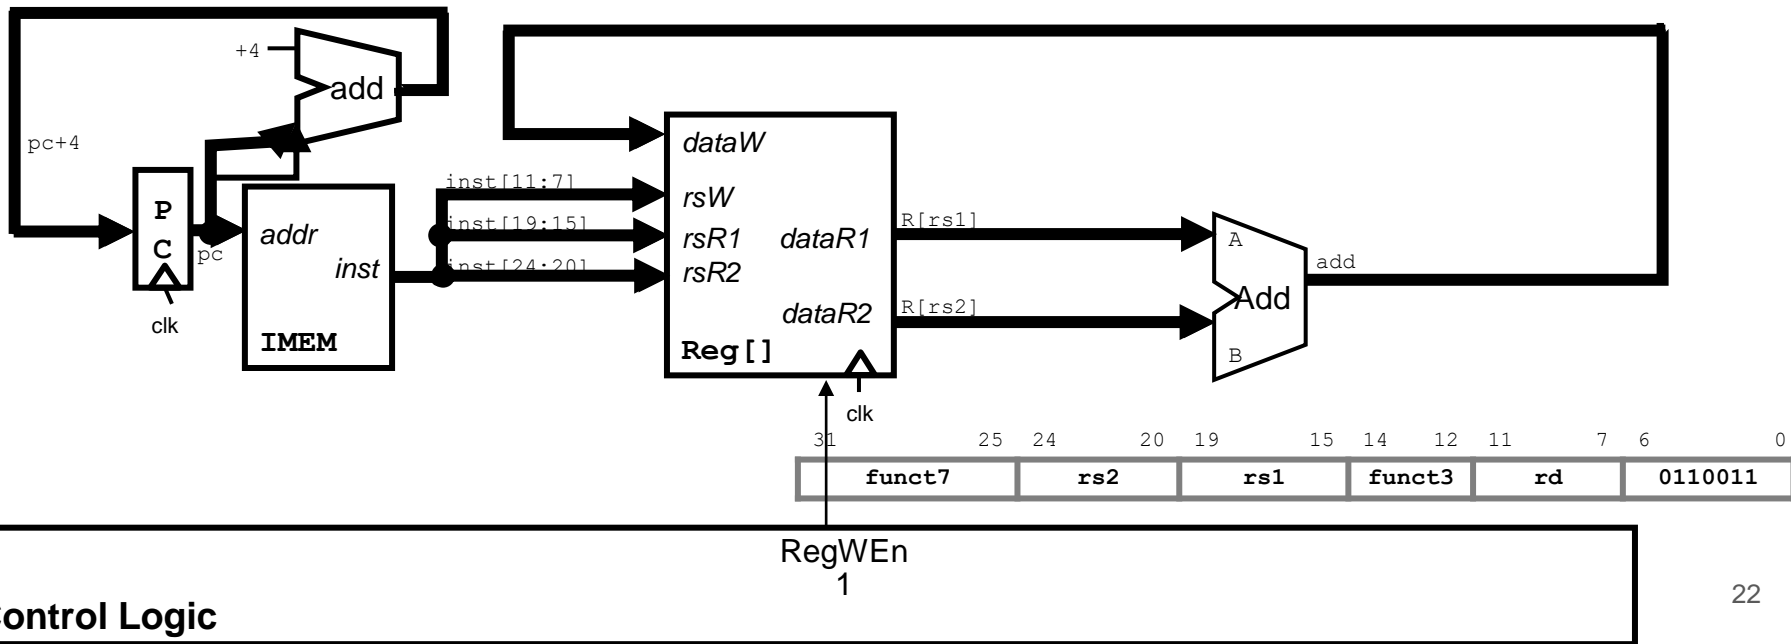 +4
add
pc+4
P
C
pc
clk
addr
inst
IMEM
inst[11:7]
inst[19:15]
inst[24:20]
dataW
rsW
rsR1
rsR2
dataR1
dataR2
Reg[]
clk
R[rs1]
R[rs2]
A
Add
B
add
31 25 24 20 19 15 14 12 11 7 6 0
funct7 rs2 rs1 funct3 rd 0110011
RegWEn
1
ontrol Logic
22